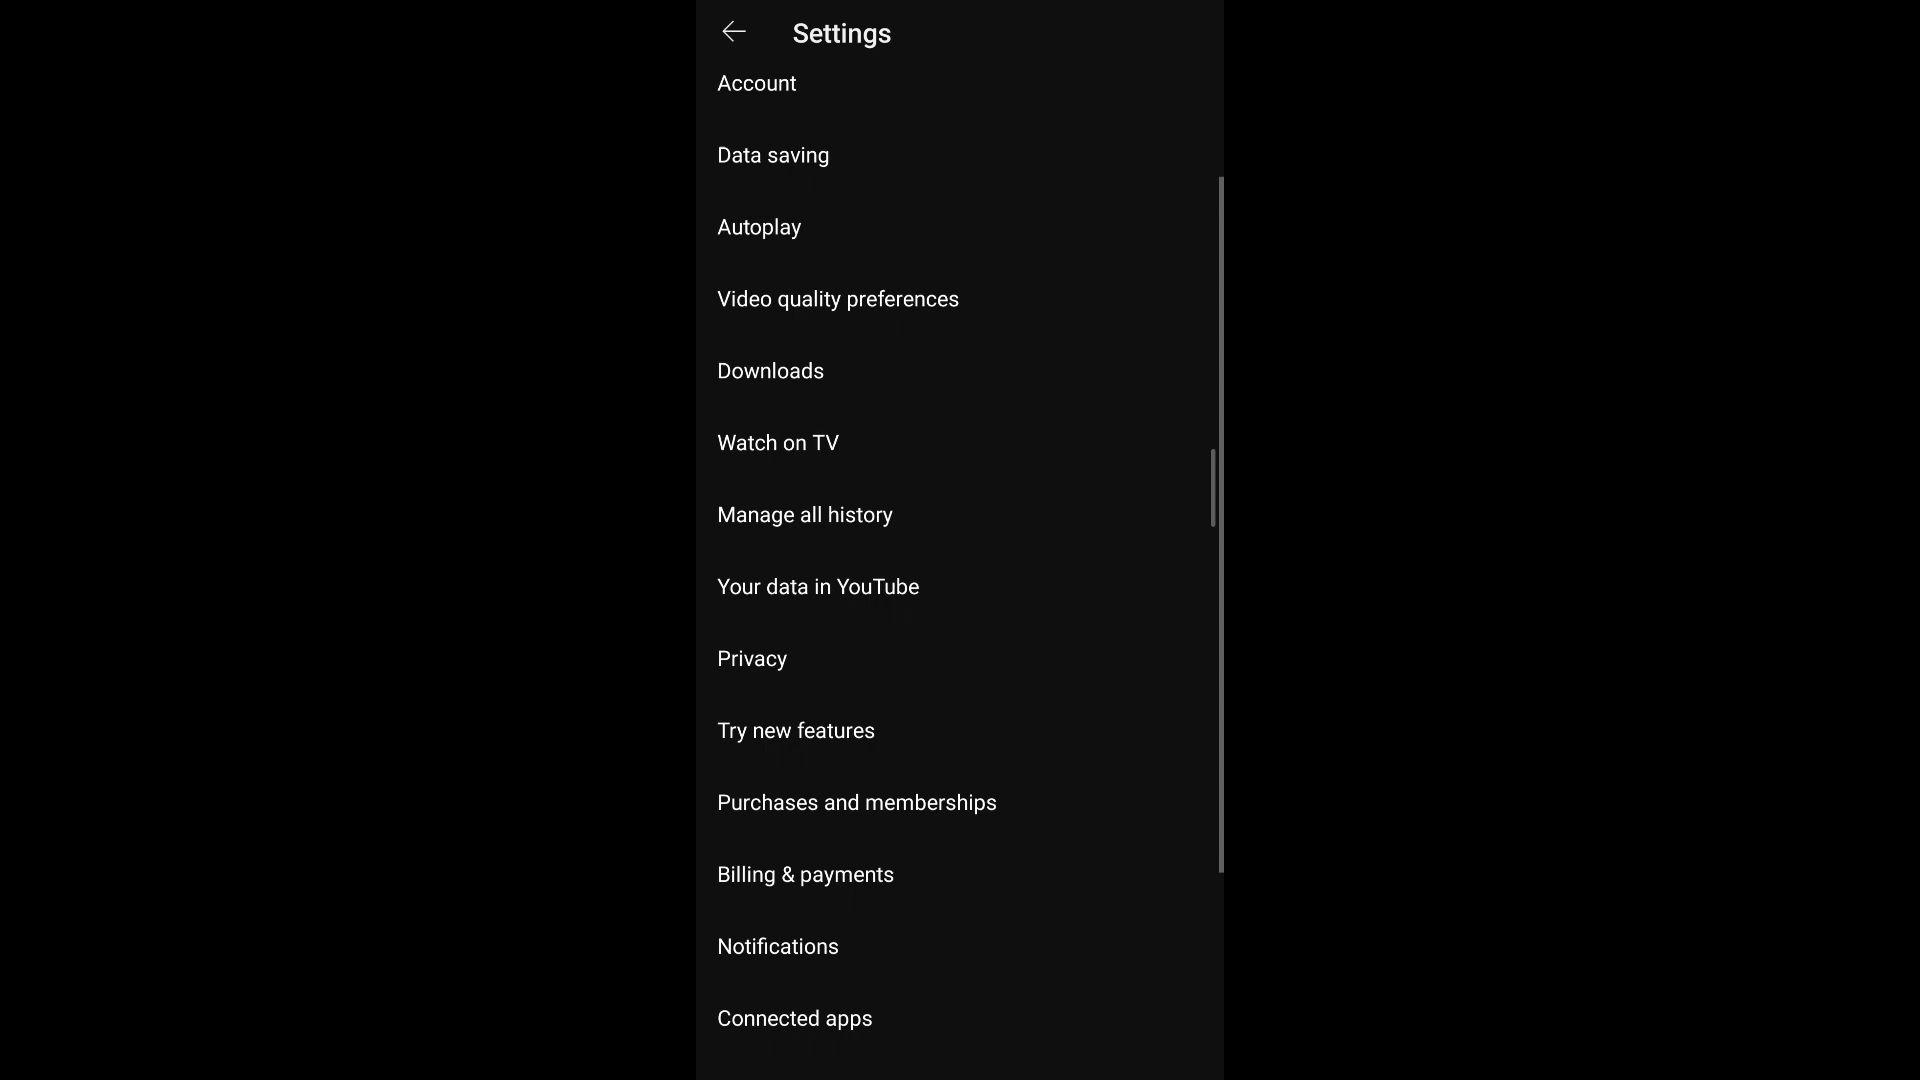 Settings
Account
Data saving
Autoplay
Video quality preferences
Downloads
Watch on TV
Manage all history
Your data in YouTube
Privacy
Try new features
Purchases and memberships
Billing & payments
Notifications
Connected apps